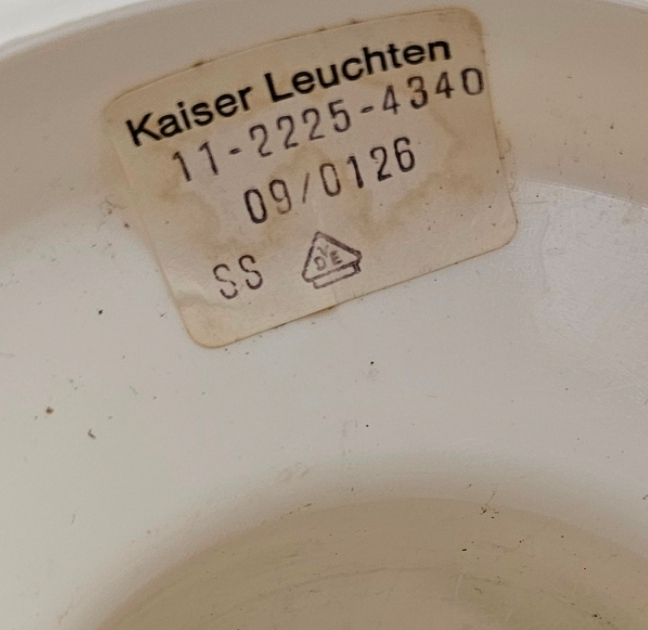 Kaiser Leuchten
11-2225-4340
09/0126
SS VDE